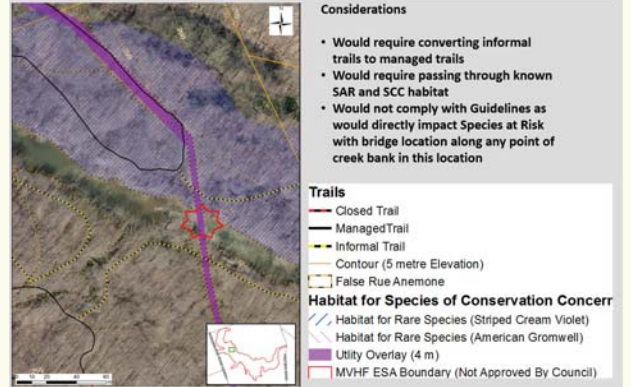 Considerations
• Would require converting informal
trails to managed trails
• Would require passing through known
SAR and SCC habitat
• Would not comply with Guidelines as
would directly impact Species at Risk
with bridge location along any point of
creek bank in this location
Trails
Closed Trail
ManagedTrail
Informal Trail
Contour (5 metre Elevation)
False Rue Anemone
Habitat for Species of Conservation Concern
Habitat for Rare Species (Striped Cream Violet)
Habitat for Rare Species (American Gromwell)
Utlity Overlay (4 m)
MVHF ESA Boundary (Not Approved By Council)
N